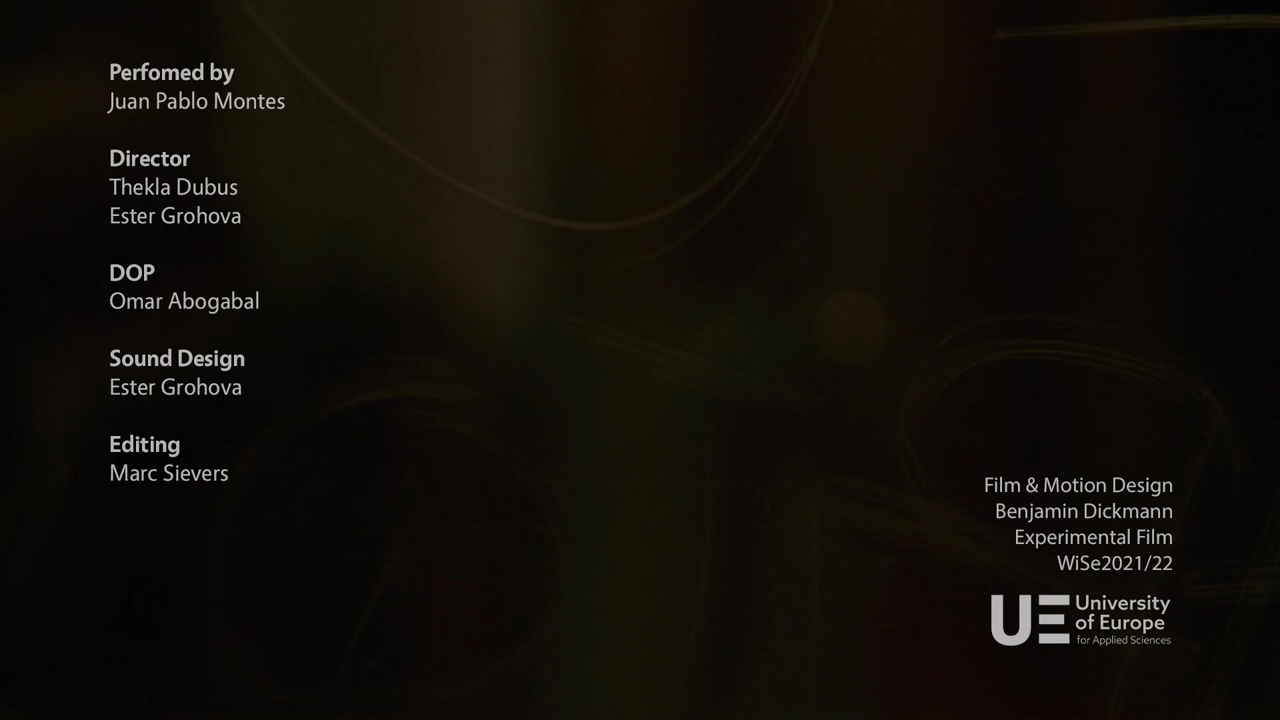 Perfomed by
Juan Pablo Montes
Director
Thekla Dubus
Ester Grohova
DOP
Omar Abogabal
Sound Design
Ester Grohova
Editing
Marc Sievers
Film & Motion Design
Benjamin Dickmann
Experimental Film
WiSe2021/22
UE University
of Europe
for Applied Sciences